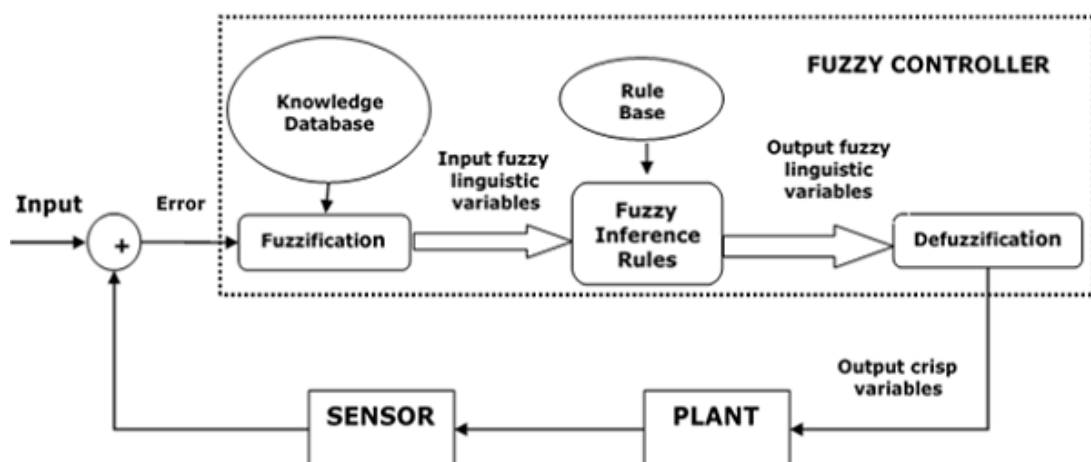 FUZZY CONTROLLER
Knowledge
Database
Rule
Base
Input fuzzy
linguistic
variables
Output fuzzy
linguistic
variables
Input
Error
+
Fuzzification
Fuzzy
Inference
Rules
Defuzzification
Output crisp
variables
SENSOR
PLANT